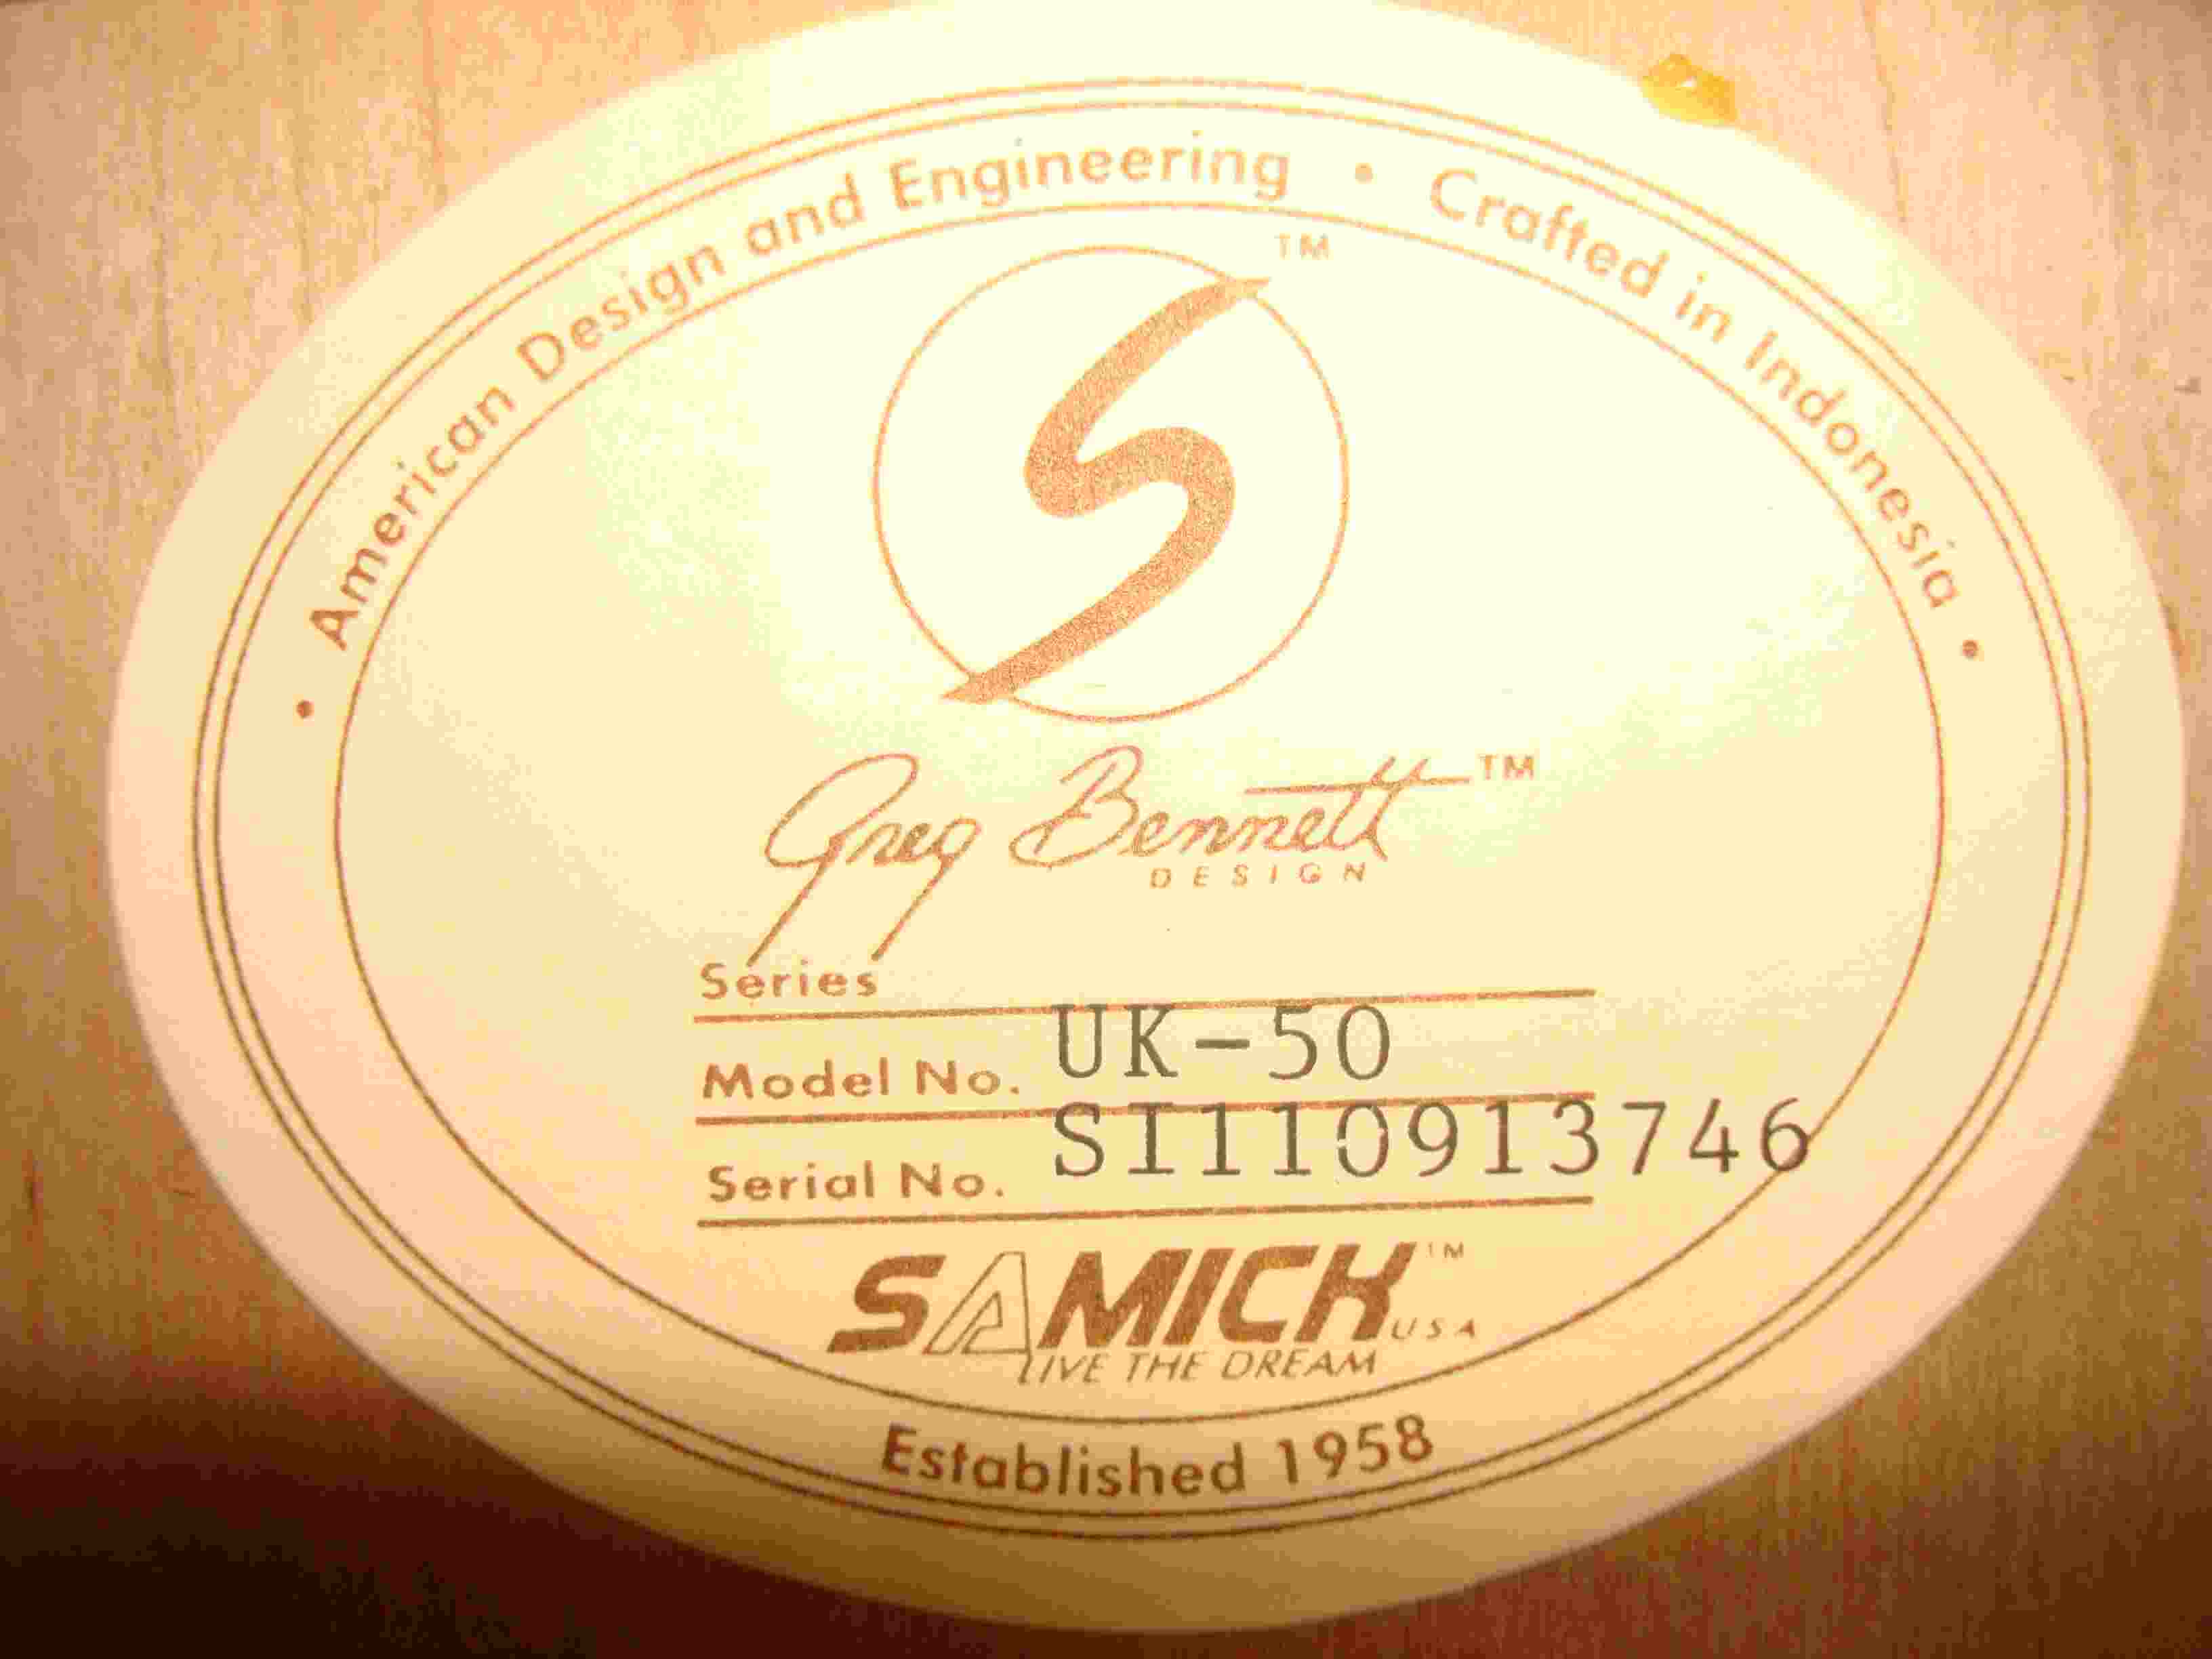 American Design and Engineering • Crafted in Indonesia
S TM
Greg Bennett TM
DESIGN
Series
Model No. UK-50
Serial No. SI110913746
SAMICK TM USA
LIVE THE DREAM
Established 1958